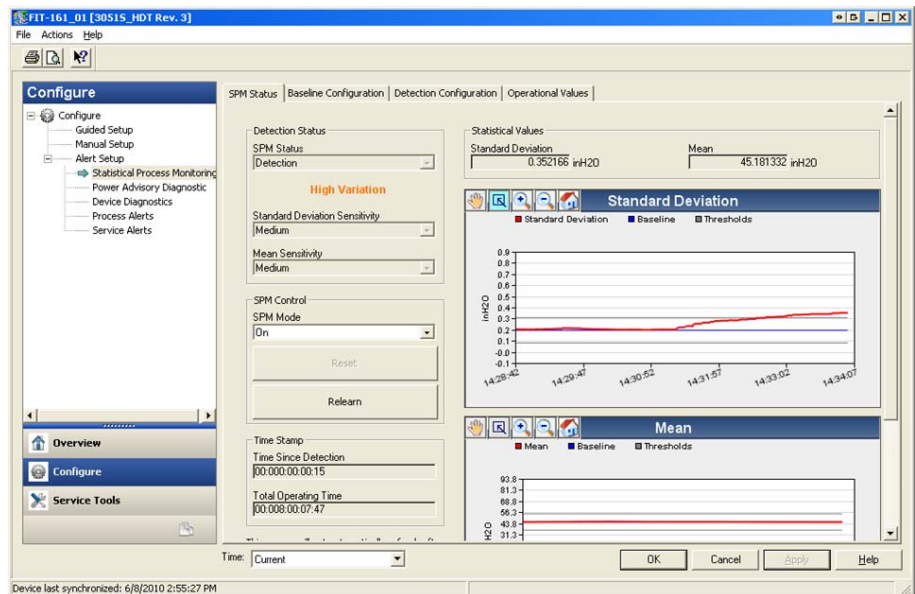 FIT-161_01 [3051S_HDT Rev. 3]
File Actions Help
Configure
Configure
Guided Setup
Manual Setup
Alert Setup
Statistical Process Monitoring
Power Advisory Diagnostic
Device Diagnostics
Process Alerts
Service Alerts
Overview
Configure
Service Tools
SPM Status
Baseline Configuration
Detection Configuration
Operational Values
Detection Status
SPM Status
Detection
High Variation
Standard Deviation Sensitivity
Medium
Mean Sensitivity
Medium
SPM Control
SPM Mode
On
Reset
Relearn
Time Stamp
Time Since Detection
00:000:00:00:15
Total Operating Time
00:008:00:07:47
Statistical Values
Standard Deviation
0.352166 inH2O
Mean
45.181332 inH2O
Standard Deviation
Standard Deviation Baseline Thresholds
0.9
0.8
0.7
0.6
0.5
0.4
0.3
0.2
0.1
-0.0
-0.1
inH2O
14:28:42 14:29:47 14:30:52 14:31:57 14:33:02 14:34:07
Mean
Mean Baseline Thresholds
93.8
81.3
68.8
56.3
43.8
31.3
Time: Current
OK Cancel Apply Help
Device last synchronized: 6/8/2010 2:55:27 PM